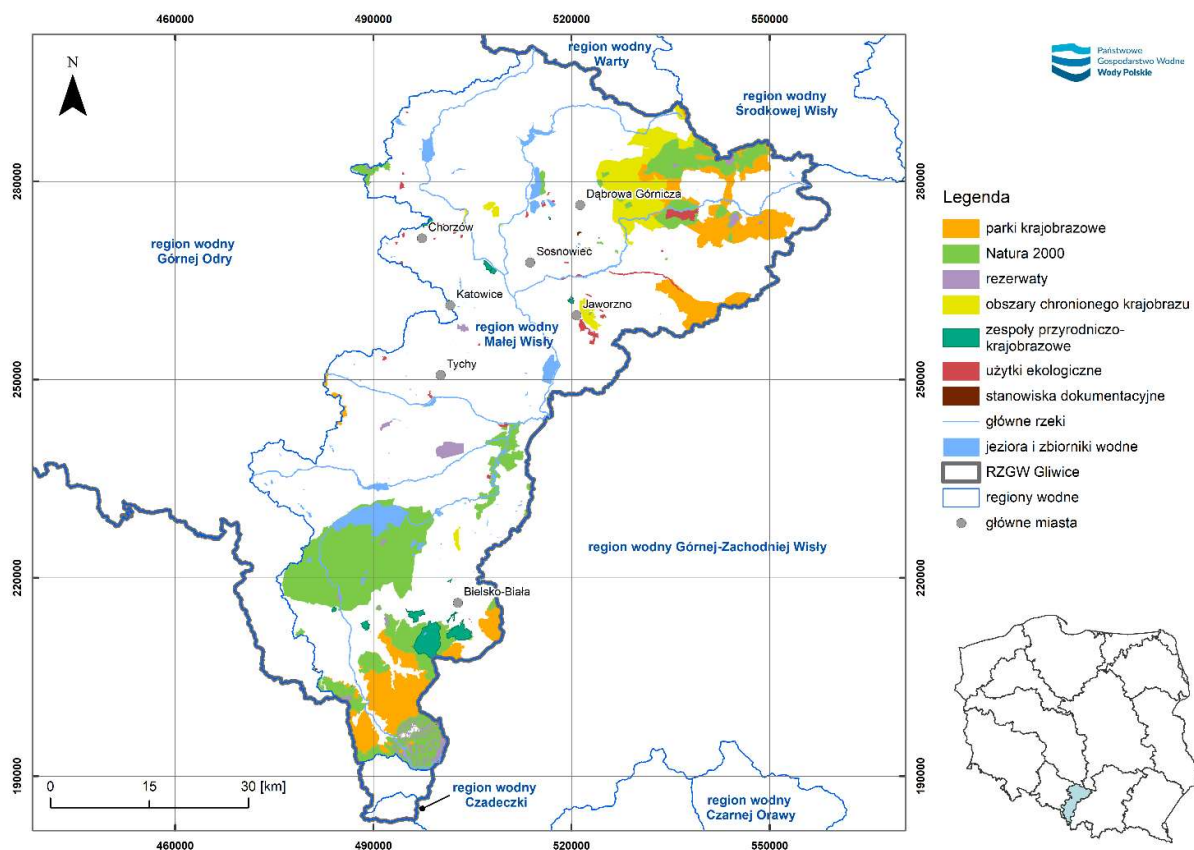 460000
490000
520000
550000
region wodny
Warty
region wodny
Środkowej Wisły
N
Państwowe
Gospodarstwo Wodne
Wody Polskie
280000
280000
Dąbrowa Górnicza
Chorzów
region wodny
Górnej Odry
Sosnowiec
Katowice
Jaworzno
region wodny
Małej Wisły
Tychy
250000
250000
Legenda
parki krajobrazowe
Natura 2000
rezerwaty
obszary chronionego krajobrazu
zespoły przyrodniczo-
krajobrazowe
użytki ekologiczne
stanowiska dokumentacyjne
główne rzeki
jeziora i zbiorniki wodne
RZGW Gliwice
regiony wodne
główne miasta
region wodny Górnej-Zachodniej Wisły
220000
220000
Bielsko-Biała
190000
190000
0 15 30 [km]
region wodny
Czadeczki
region wodny
Czarnej Orawy
460000
490000
520000
550000